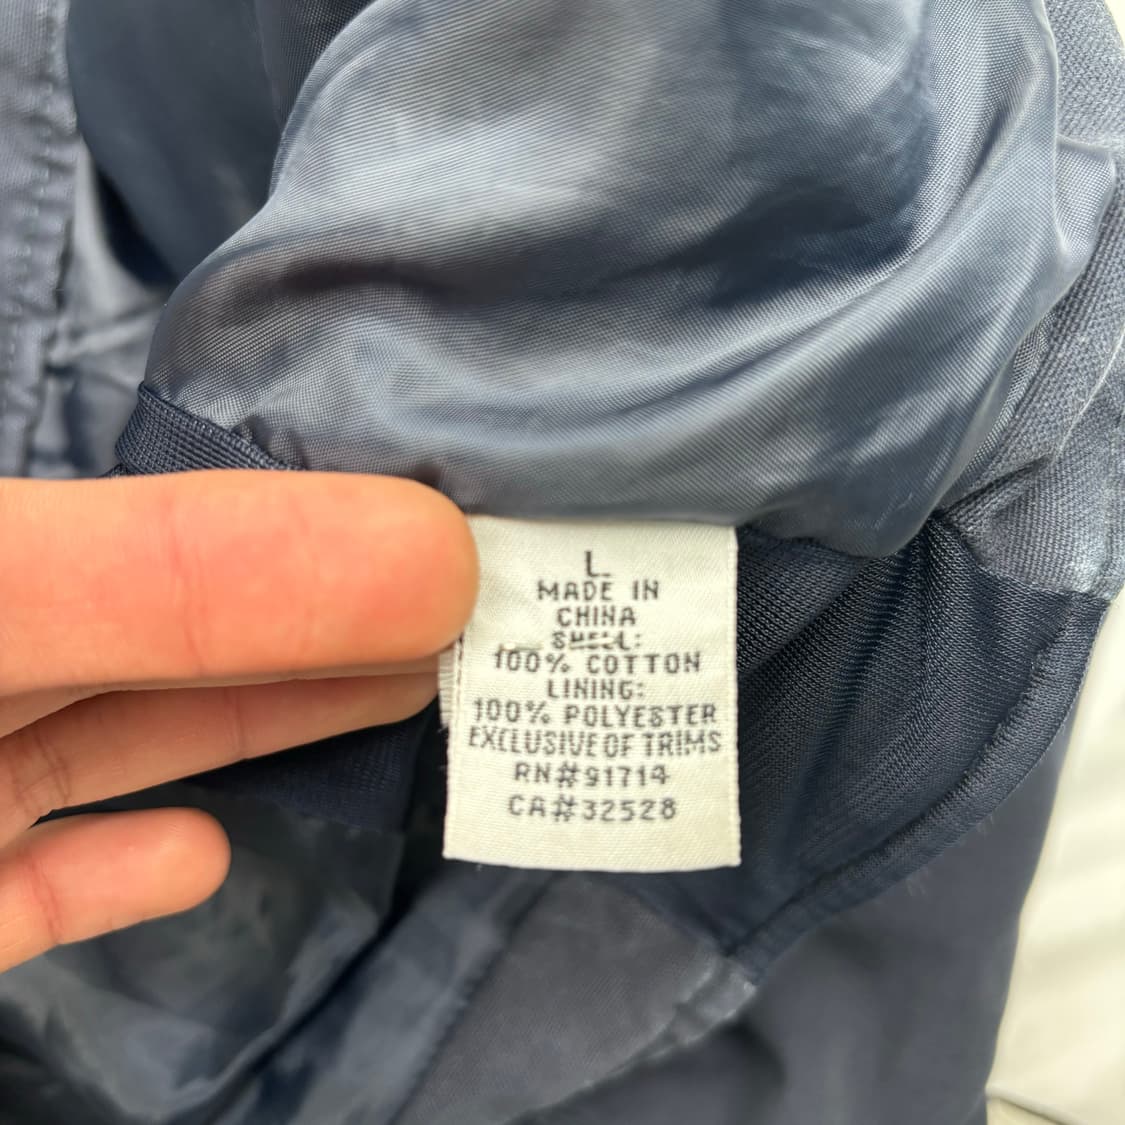 L
MADE IN
CHINA
SHELL:
100% COTTON
LINING:
100% POLYESTER
EXCLUSIVE OF TRIMS
RN#91714
CA#32528